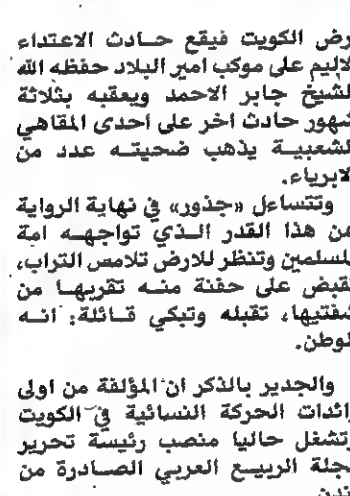 رض الكويت فيقع حادث الاعتداء
لاليم على موكب امير البلاد حفظه الله
لشيخ جابر الاحمد ويعقبه بثلاثة
شهور حادث اخر على احدى المقاهي
لشعبية يذهب ضحيته عدد من
لابرياء.
وتتساءل «جذور» في نهاية الرواية
من هذا القدر الذي تواجهه امة
لمسلمين وتنظر للارض تلامس التراب،
تقبض على حفنة منه تقربها من
شفتيها، تقبله وتبكي قائلة: انه
لوطن.
والجدير بالذكر ان المؤلفة من اولى
رائدات الحركة النسائية في الكويت
وتشغل حاليا منصب رئيسة تحرير
مجلة الربيع العربي الصادرة من